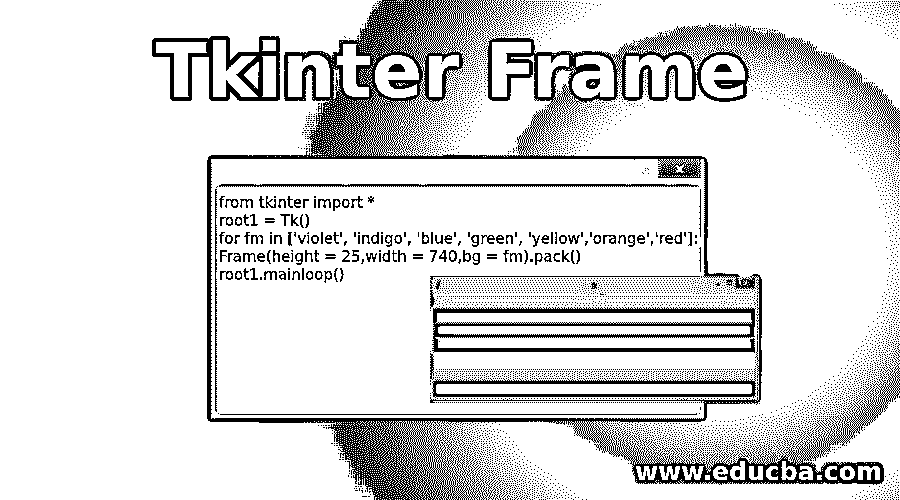 Tkinter Frame
from tkinter import *
root1 = Tk()
for fm in ['violet', 'indigo', 'blue', 'green', 'yellow','orange','red']:
Frame(height = 25,width = 740,bg = fm).pack()
root1.mainloop()
www.educba.com